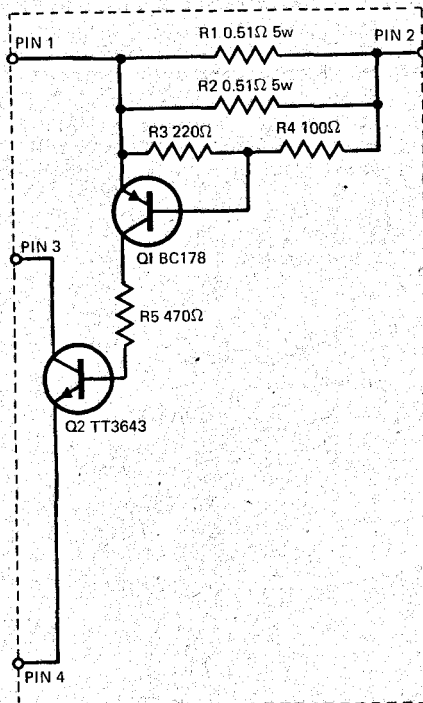 PIN 1
R1 0.51Ω 5w
PIN 2
R2 0.51Ω 5w
R3 220Ω
R4 100Ω
Q1 BC178
PIN 3
R5 470Ω
Q2 TT3643
PIN 4